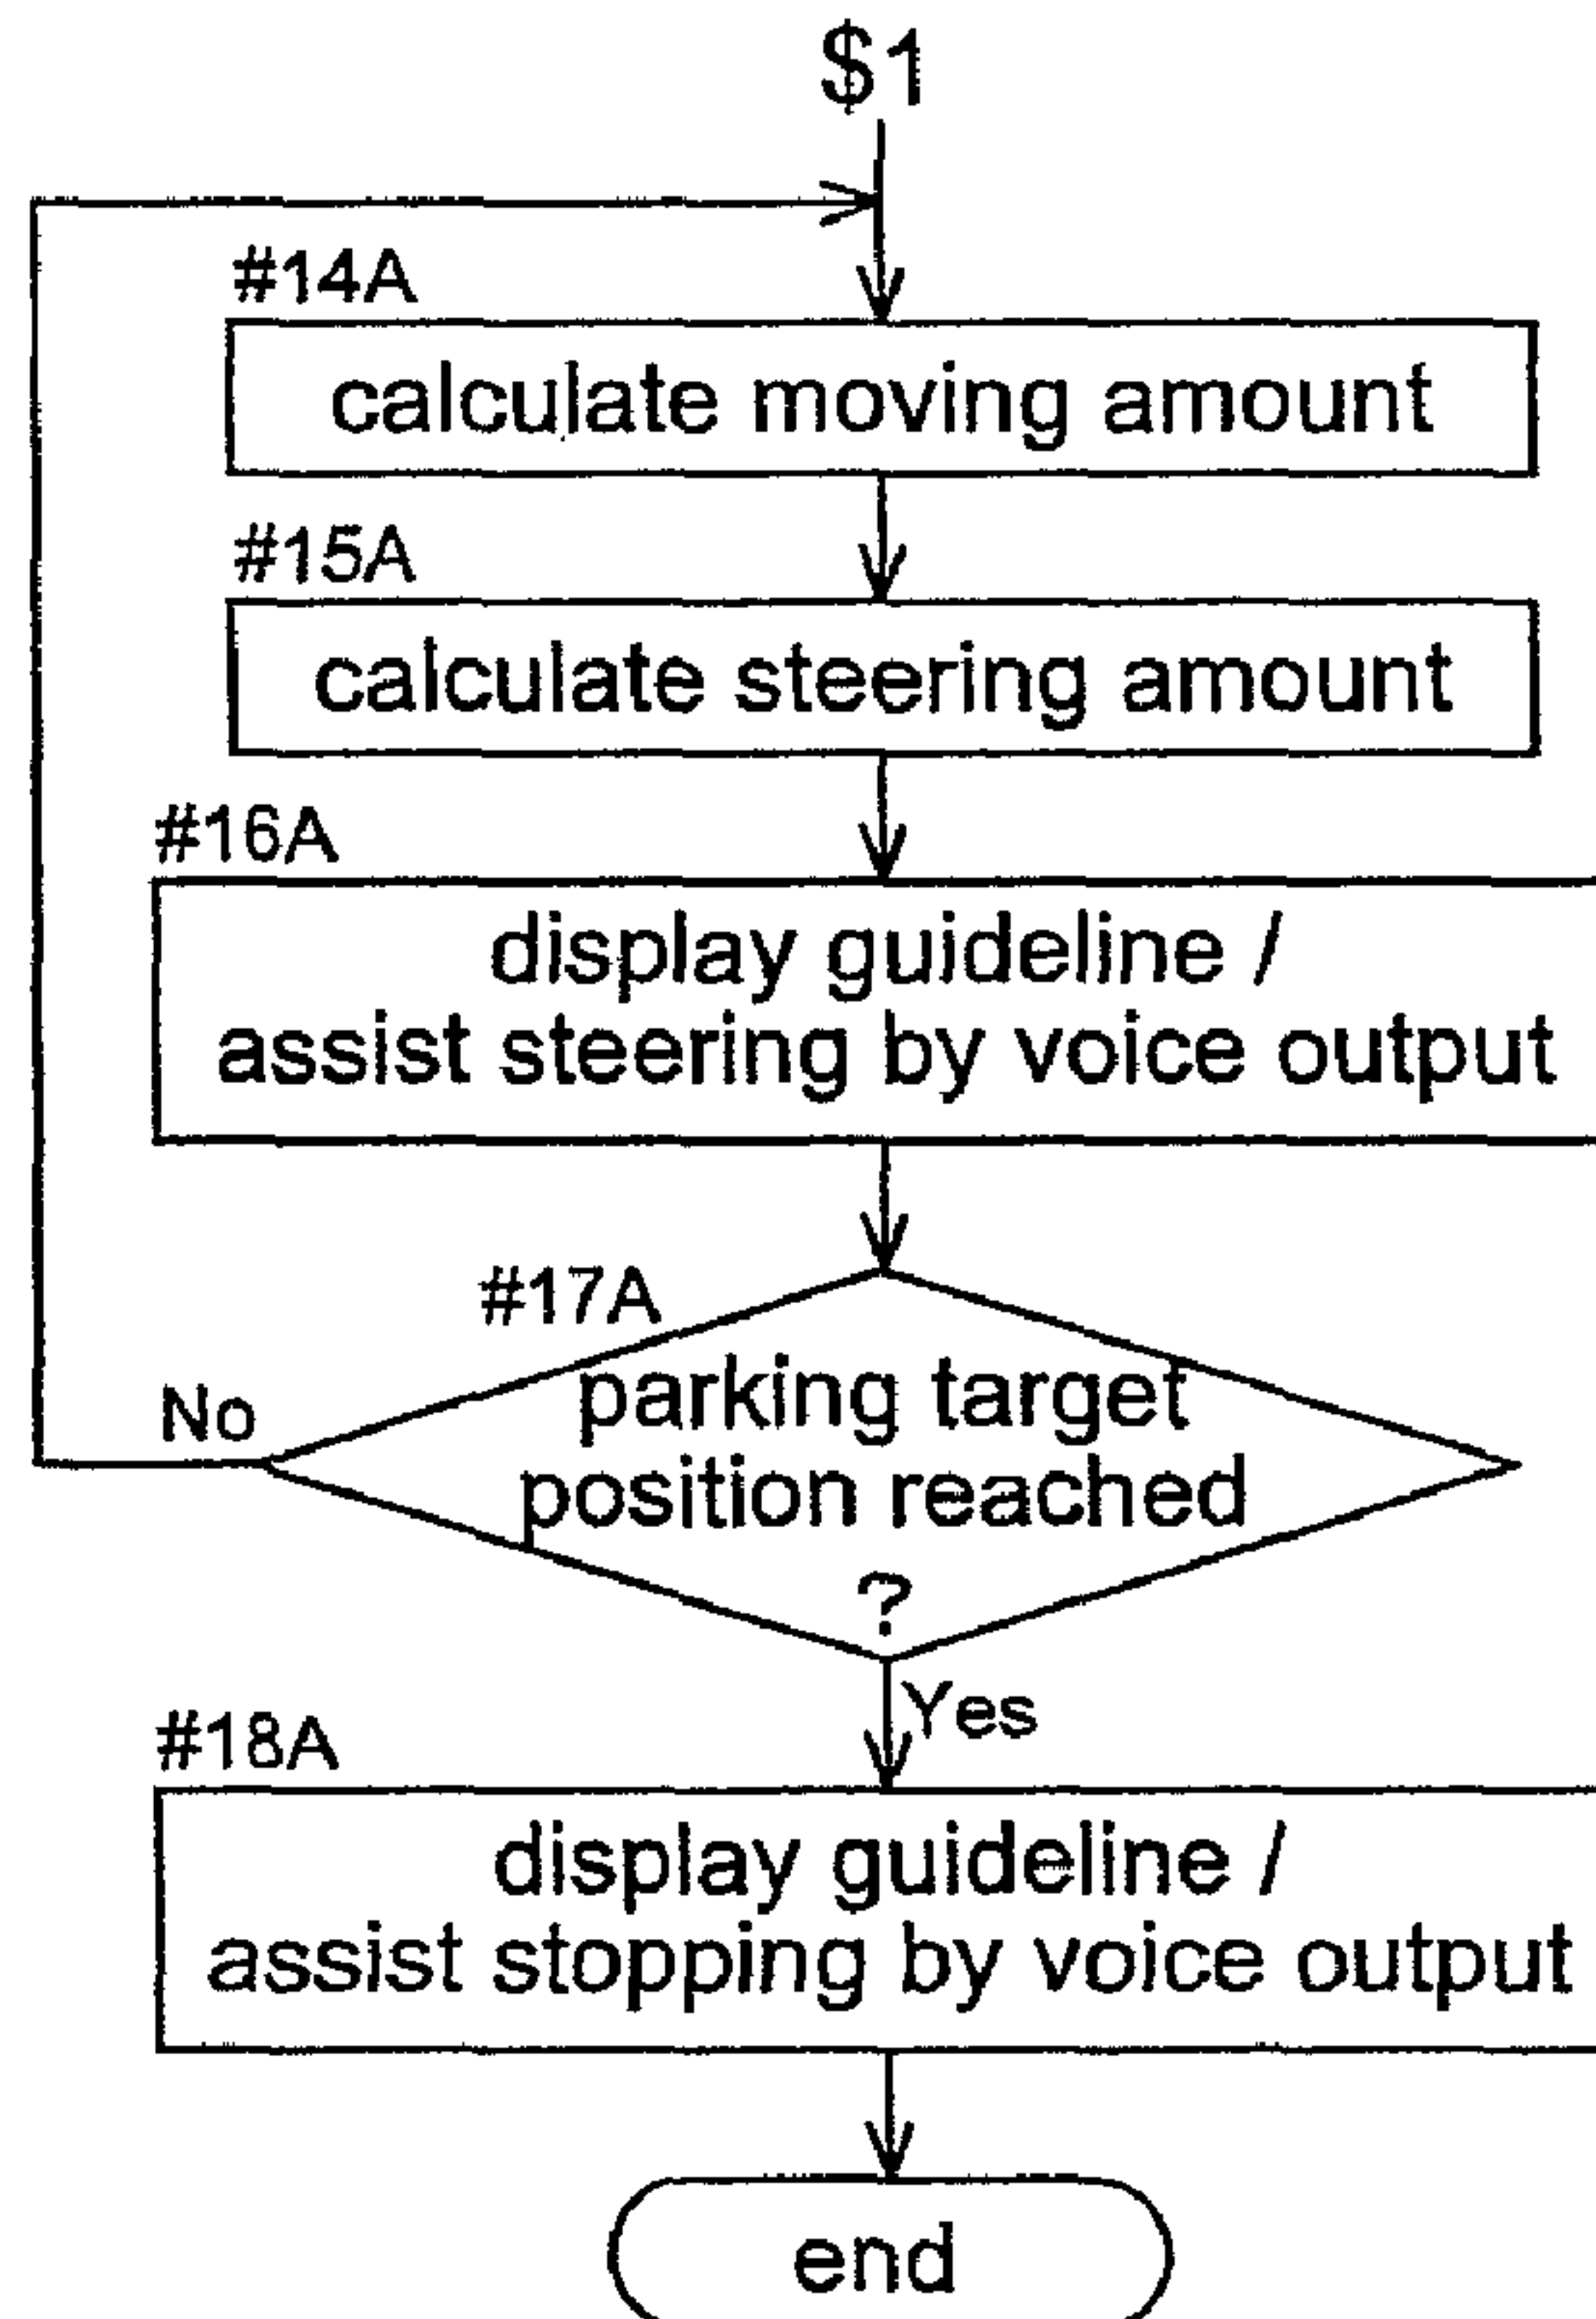 $1
#14A
calculate moving amount
#15A
calculate steering amount
#16A
display guideline /
assist steering by voice output
#17A
parking target
position reached
?
No
Yes
#18A
display guideline /
assist stopping by voice output
end